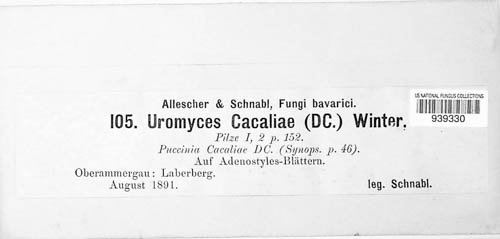 Allescher & Schnabl, Fungi bavarici.
US NATIONAL FUNGUS COLLECTIONS
939330
105. Uromyces Cacaliae (DC.) Winter.
Pilze I, 2 p. 152.
Puccinia Cacaliae DC. (Synops. p. 46).
Auf Adenostyles-Blättern.
Oberammergau: Laberberg.
August 1891. leg. Schnabl.